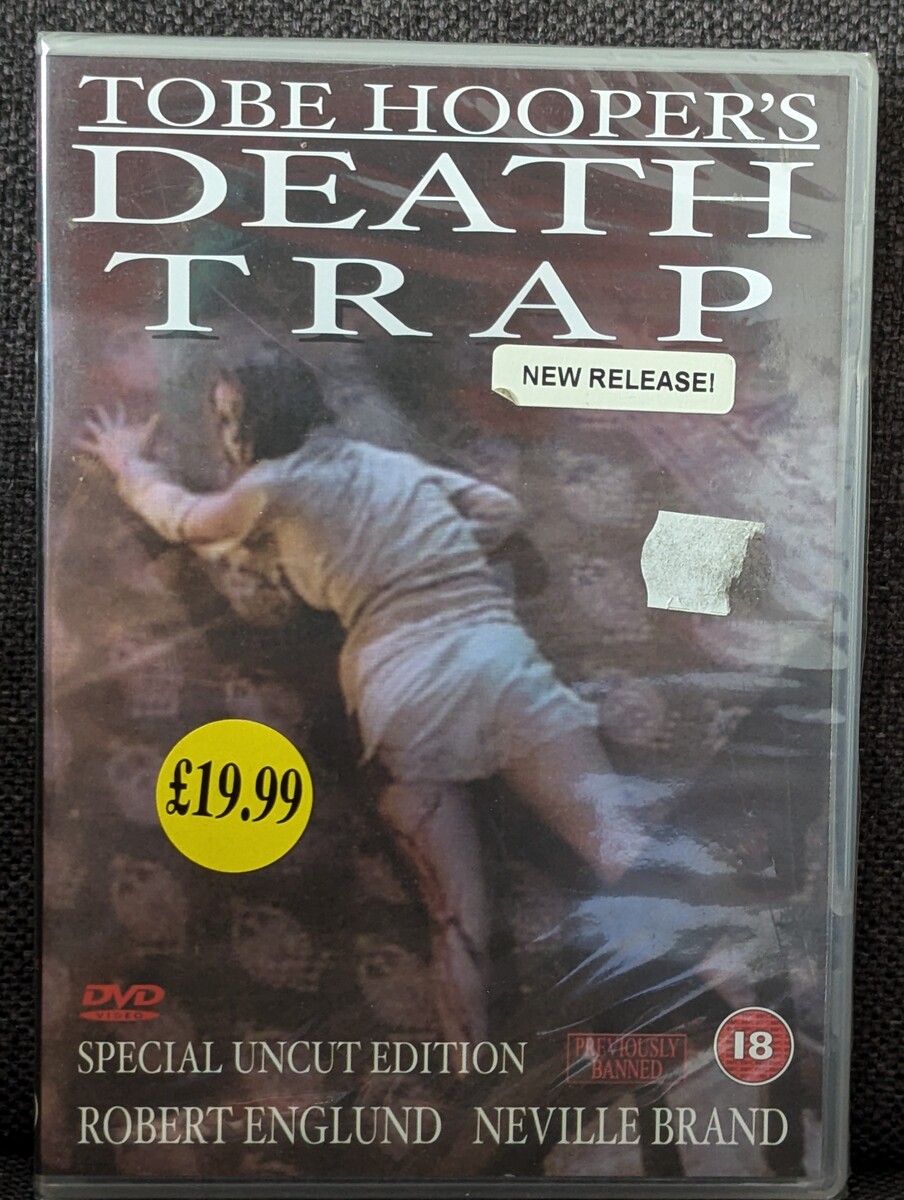 TOBE HOOPER'S
DEATH
TRAP
NEW RELEASE!
£19.99
DVD
VIDEO
SPECIAL UNCUT EDITION
PREVIOUSLY
BANNED
18
ROBERT ENGLUND NEVILLE BRAND